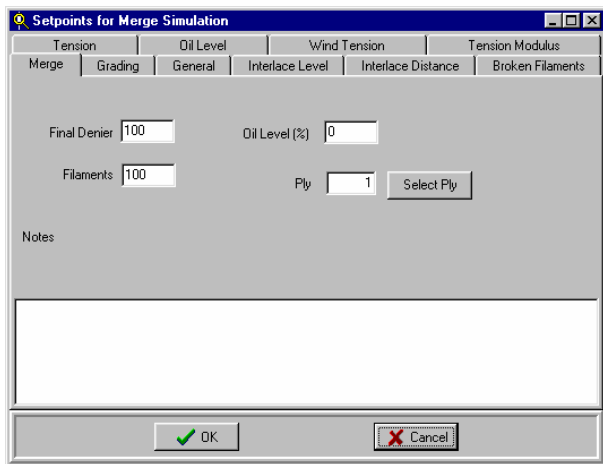 Setpoints for Merge Simulation
Tension Oil Level Wind Tension Tension Modulus
Merge Grading General Interlace Level Interlace Distance Broken Filaments
Final Denier 100 Oil Level (%) 0
Filaments 100 Ply 1 Select Ply
Notes
OK Cancel